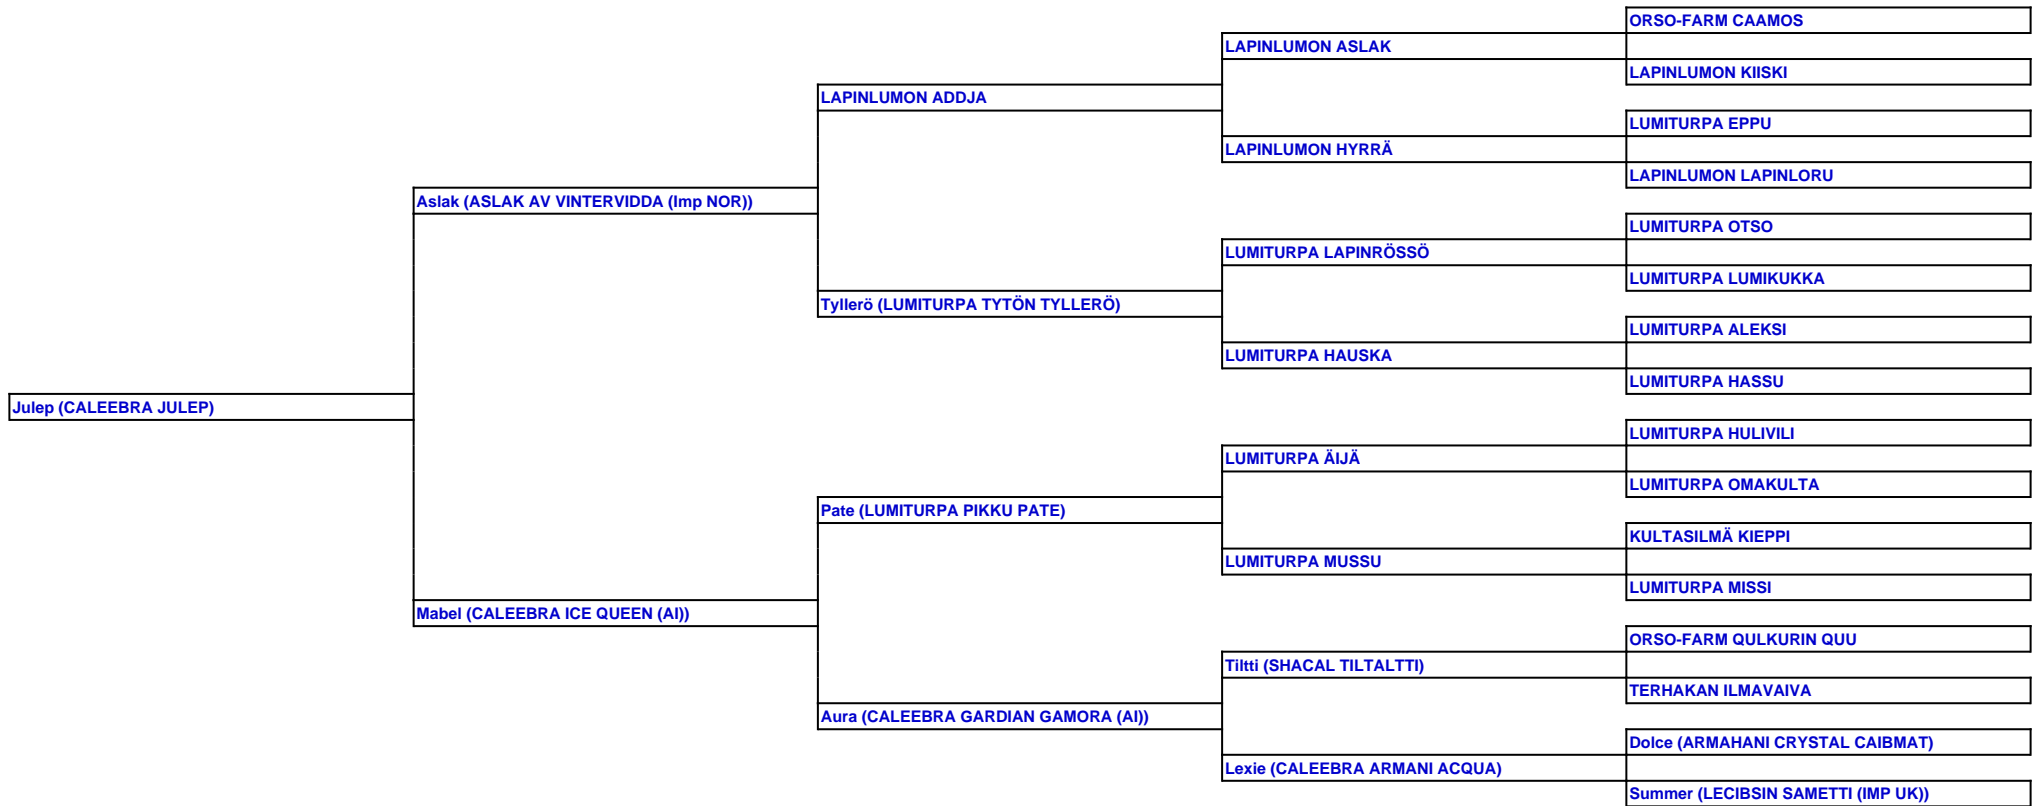 ORSO-FARM CAAMOS
LAPINLUMON ASLAK
LAPINLUMON KIISKI
LAPINLUMON ADDJA
LUMITURPA EPPU
LAPINLUMON HYRRÄ
LAPINLUMON LAPINLORU
Aslak (ASLAK AV VINTERVIDDA (Imp NOR))
LUMITURPA OTSO
LUMITURPA LAPINRÖSSÖ
LUMITURPA LUMIKUKKA
Tyllerö (LUMITURPA TYTÖN TYLLERÖ)
LUMITURPA ALEKSI
LUMITURPA HAUSKA
LUMITURPA HASSU
Julep (CALEEBRA JULEP)
LUMITURPA HULIVILI
LUMITURPA ÄIJÄ
LUMITURPA OMAKULTA
Pate (LUMITURPA PIKKU PATE)
KULTASILMÄ KIEPPI
LUMITURPA MUSSU
LUMITURPA MISSI
Mabel (CALEEBRA ICE QUEEN (AI))
ORSO-FARM QULKURIN QUU
Tiltti (SHACAL TILTALTTI)
TERHAKAN ILMAVAIVA
Aura (CALEEBRA GARDIAN GAMORA (AI))
Dolce (ARMAHANI CRYSTAL CAIBMAT)
Lexie (CALEEBRA ARMANI ACQUA)
Summer (LECIBSIN SAMETTI (IMP UK))